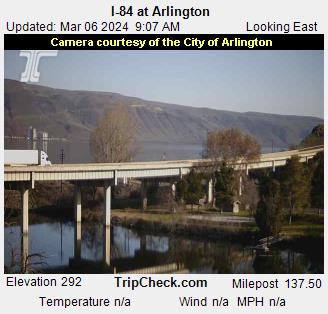 I-84 at Arlington
Updated: Mar 06 2024 9:07 AM Looking East
Camera courtesy of the City of Arlington
Elevation 292 TripCheck.com Milepost 137.50
Temperature n/a Wind n/a MPH n/a